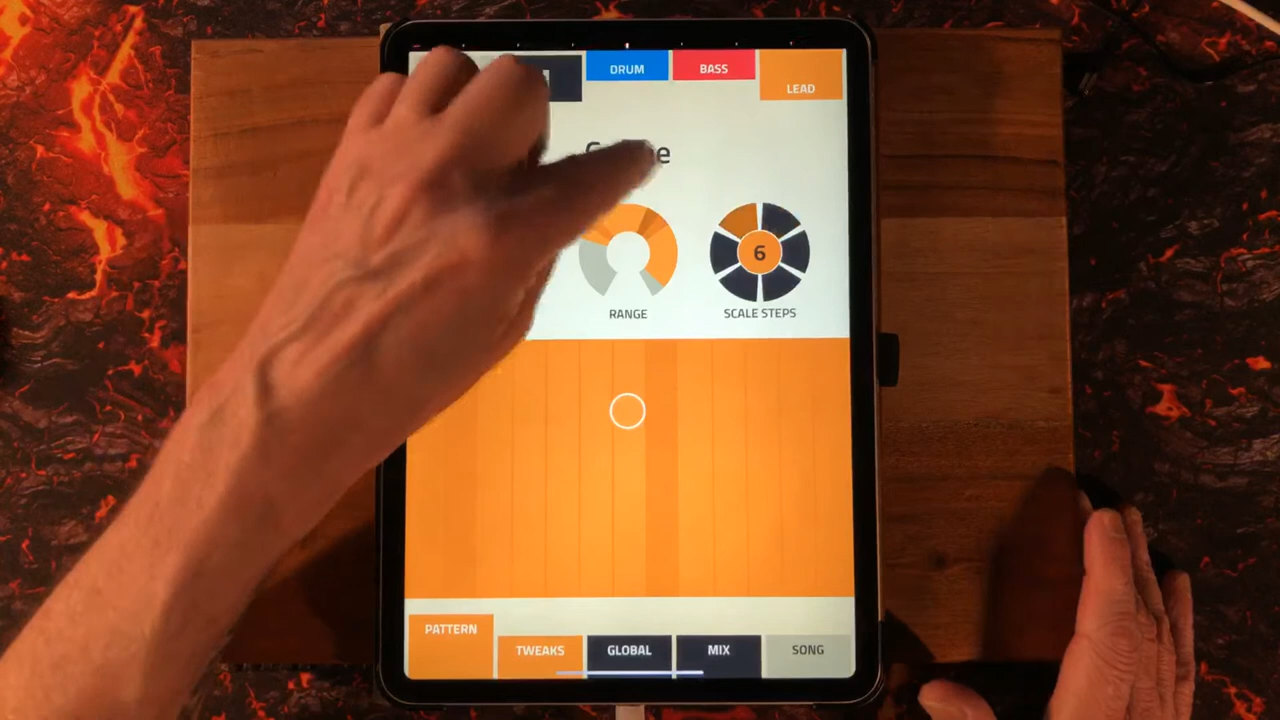 DRUM
BASS
LEAD
6
RANGE
SCALE STEPS
PATTERN
TWEAKS
GLOBAL
MIX
SONG